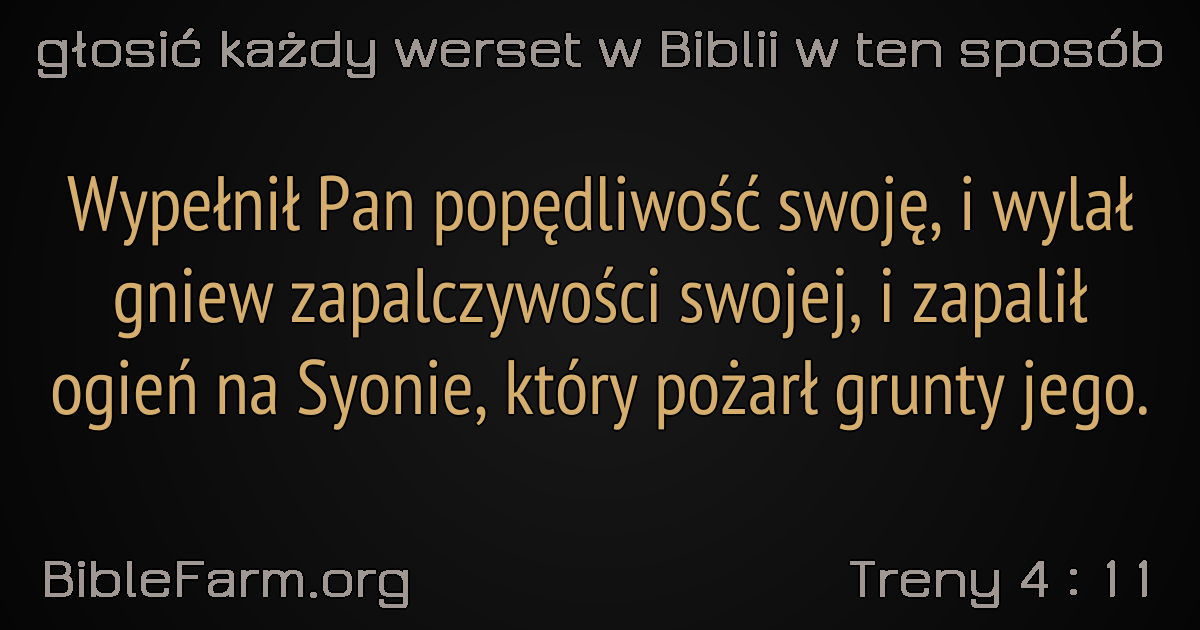 głosić każdy werset w Biblii w ten sposób
Wypełnił Pan popędliwość swoję, i wylał
gniew zapalczywości swojej, i zapalił
ogień na Syonie, który pożarł grunty jego.
BibleFarm.org
Treny 4 : 11